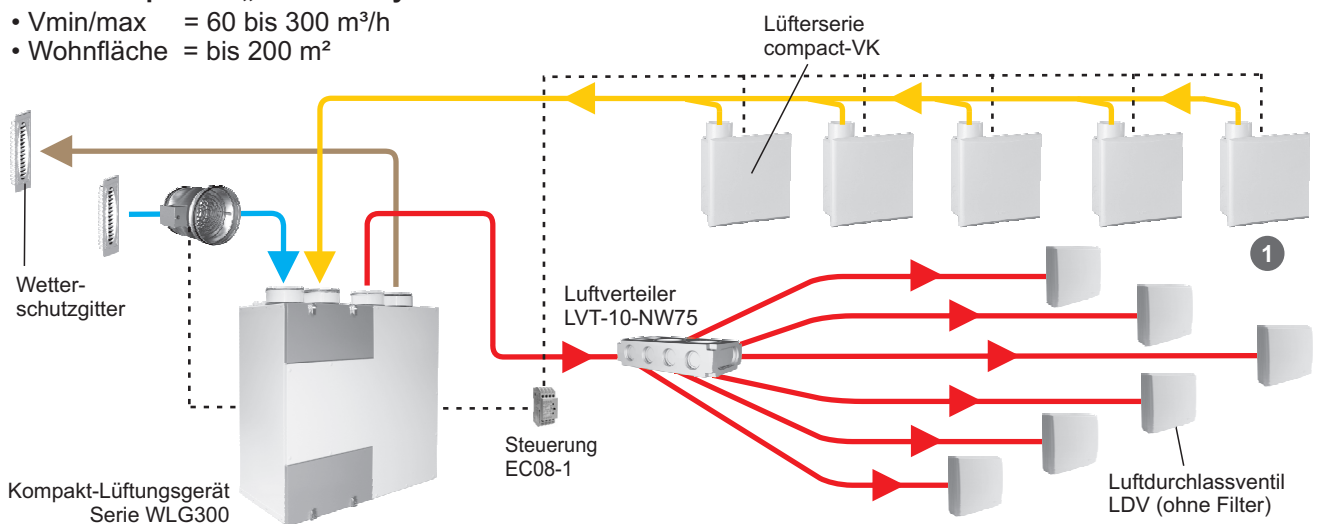 • Vmin/max = 60 bis 300 m³/h
• Wohnfläche = bis 200 m²
Lüfterserie
compact-VK
1
Wetter-
schutzgitter
Luftverteiler
LVT-10-NW75
Steuerung
EC08-1
Kompakt-Lüftungsgerät
Serie WLG300
Luftdurchlassventil
LDV (ohne Filter)